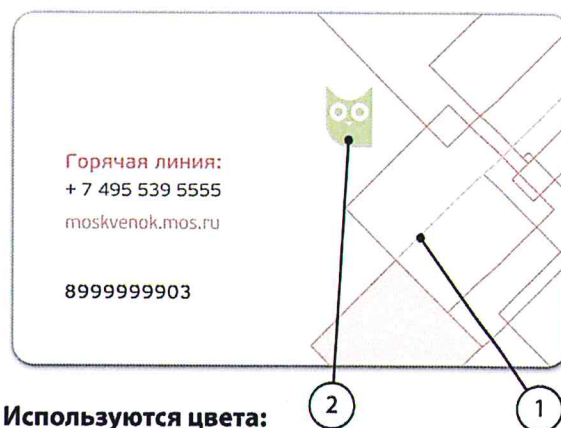 Горячая линия:
+ 7 495 539 5555
moskvenok.mos.ru
8999999903
2
1
Используются цвета: